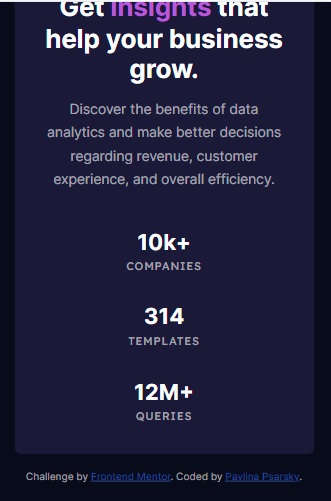 Get insights that
help your business
grow.
Discover the benefits of data
analytics and make better decisions
regarding revenue, customer
experience, and overall efficiency.
10k+
COMPANIES
314
TEMPLATES
12M+
QUERIES
Challenge by Frontend Mentor. Coded by Pavlina Psarsky.